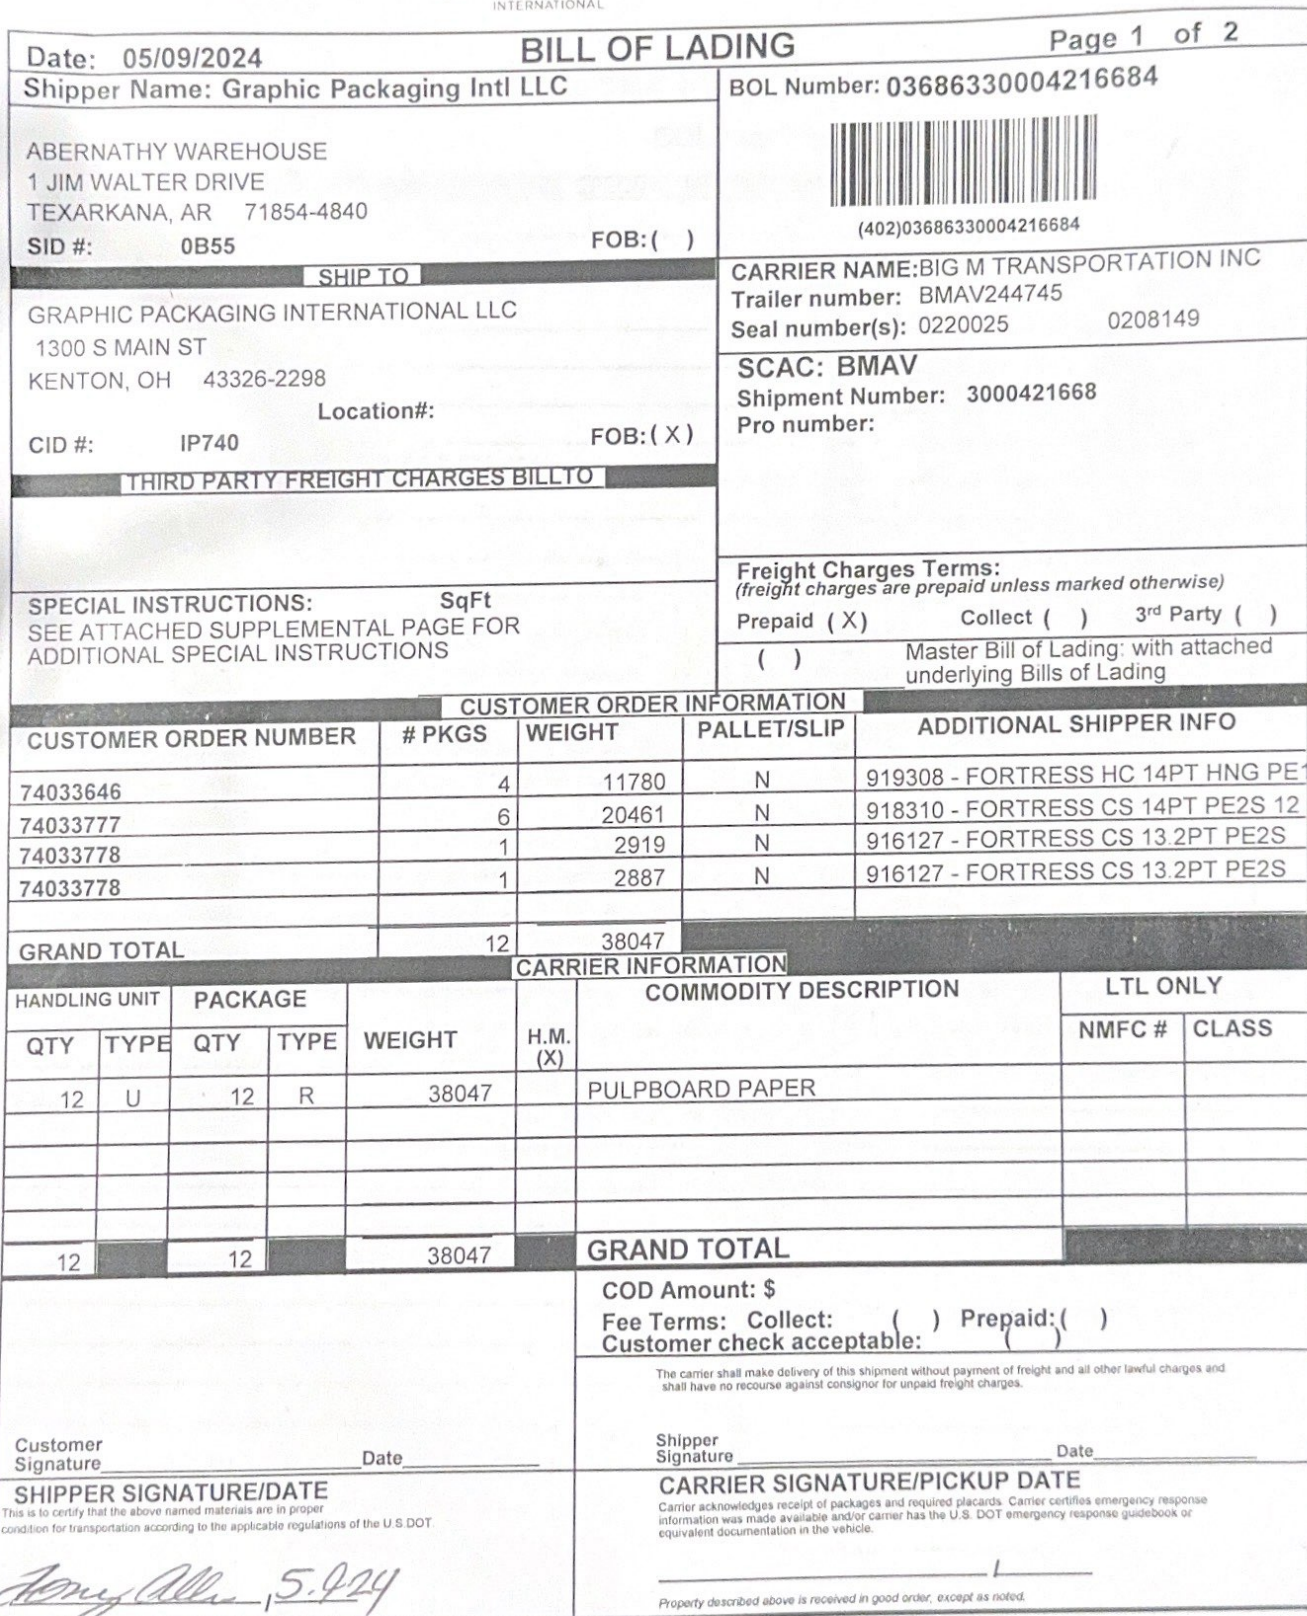 INTERNATIONAL
Date: 05/09/2024 BILL OF LADING Page 1 of 2
Shipper Name: Graphic Packaging Intl LLC
ABERNATHY WAREHOUSE
1 JIM WALTER DRIVE
TEXARKANA, AR 71854-4840
SID #: 0B55 FOB: ( )
BOL Number: 03686330004216684
(402)03686330004216684
SHIP TO
GRAPHIC PACKAGING INTERNATIONAL LLC
1300 S MAIN ST
KENTON, OH 43326-2298
Location#:
CID #: IP740 FOB: ( X )
CARRIER NAME:BIG M TRANSPORTATION INC
Trailer number: BMAV244745
Seal number(s): 0220025 0208149
SCAC: BMAV
Shipment Number: 3000421668
Pro number:
THIRD PARTY FREIGHT CHARGES BILLTO
SPECIAL INSTRUCTIONS: SqFt
SEE ATTACHED SUPPLEMENTAL PAGE FOR
ADDITIONAL SPECIAL INSTRUCTIONS
Freight Charges Terms:
(freight charges are prepaid unless marked otherwise)
Prepaid ( X ) Collect ( ) 3rd Party ( )
( ) Master Bill of Lading: with attached
underlying Bills of Lading
CUSTOMER ORDER INFORMATION
CUSTOMER ORDER NUMBER # PKGS WEIGHT PALLET/SLIP ADDITIONAL SHIPPER INFO
74033646 4 11780 N 919308 - FORTRESS HC 14PT HNG PE1
74033777 6 20461 N 918310 - FORTRESS CS 14PT PE2S 12
74033778 1 2919 N 916127 - FORTRESS CS 13.2PT PE2S
74033778 1 2887 N 916127 - FORTRESS CS 13.2PT PE2S
GRAND TOTAL 12 38047
CARRIER INFORMATION
HANDLING UNIT PACKAGE COMMODITY DESCRIPTION LTL ONLY
QTY TYPE QTY TYPE WEIGHT H.M. NMFC # CLASS
(X)
12 U 12 R 38047 PULPBOARD PAPER
12 12 38047 GRAND TOTAL
COD Amount: $
Fee Terms: Collect: ( ) Prepaid: ( )
Customer check acceptable: ( )
The carrier shall make delivery of this shipment without payment of freight and all other lawful charges and
shall have no recourse against consignor for unpaid freight charges.
Customer
Signature Date
Shipper
Signature Date
SHIPPER SIGNATURE/DATE
This is to certify that the above named materials are in proper
condition for transportation according to the applicable regulations of the U.S.DOT.
Tony Allen, 5.9.24
CARRIER SIGNATURE/PICKUP DATE
Carrier acknowledges receipt of packages and required placards. Carrier certifies emergency response
information was made available and/or carrier has the U.S. DOT emergency response guidebook or
equivalent documentation in the vehicle.
/
Property described above is received in good order, except as noted.